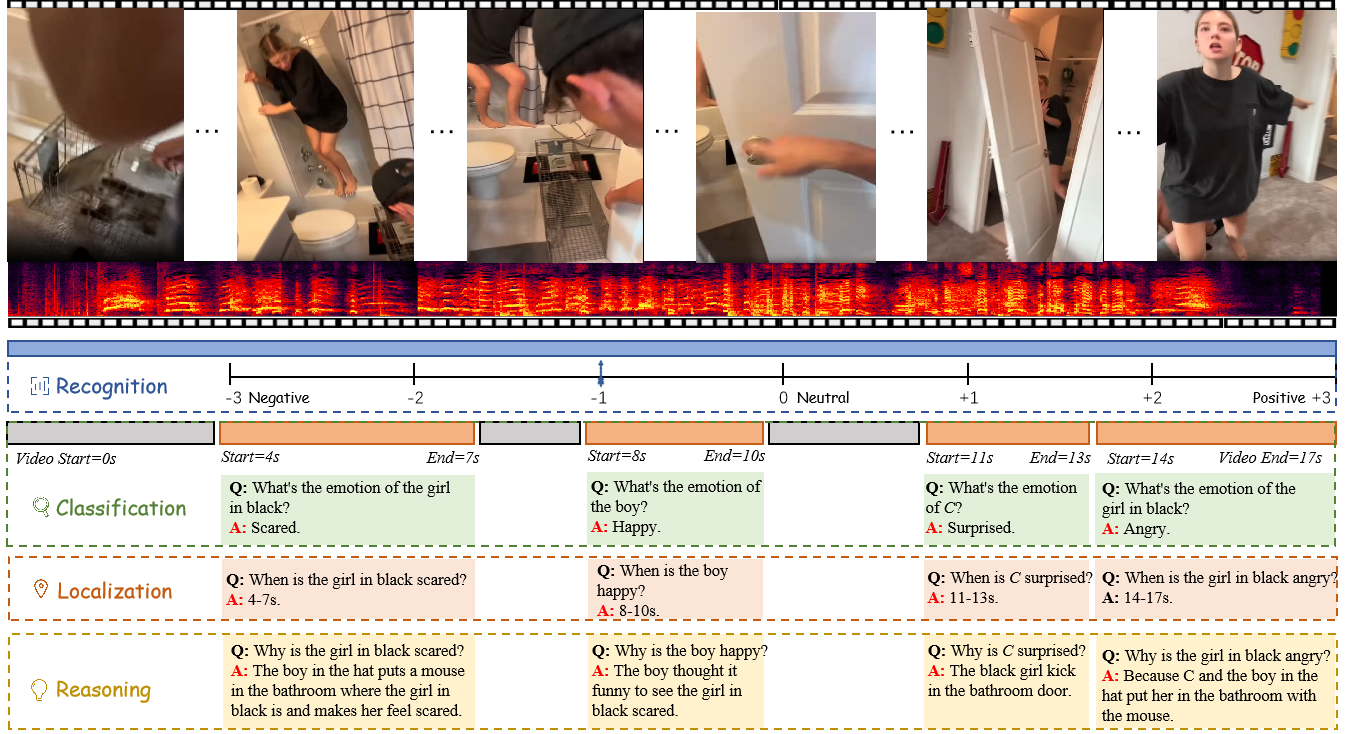 TOP
... ... ... ... ...
Recognition
-3 Negative -2 -1 0 Neutral +1 +2 Positive +3
Video Start=0s Start=4s End=7s Start=8s End=10s Start=11s End=13s Start=14s Video End=17s
Classification
Q: What's the emotion of the girl
in black?
A: Scared.
Q: What's the emotion of
the boy?
A: Happy.
Q: What's the emotion
of C?
A: Surprised.
Q: What's the emotion of the
girl in black?
A: Angry.
Localization
Q: When is the girl in black scared?
A: 4-7s.
Q: When is the boy
happy?
A: 8-10s.
Q: When is C surprised?
A: 11-13s.
Q: When is the girl in black angry?
A: 14-17s.
Reasoning
Q: Why is the girl in black scared?
A: The boy in the hat puts a mouse
in the bathroom where the girl in
black is and makes her feel scared.
Q: Why is the boy happy?
A: The boy thought it
funny to see the girl in
black scared.
Q: Why is C surprised?
A: The black girl kick
in the bathroom door.
Q: Why is the girl in black angry?
A: Because C and the boy in the
hat put her in the bathroom with
the mouse.